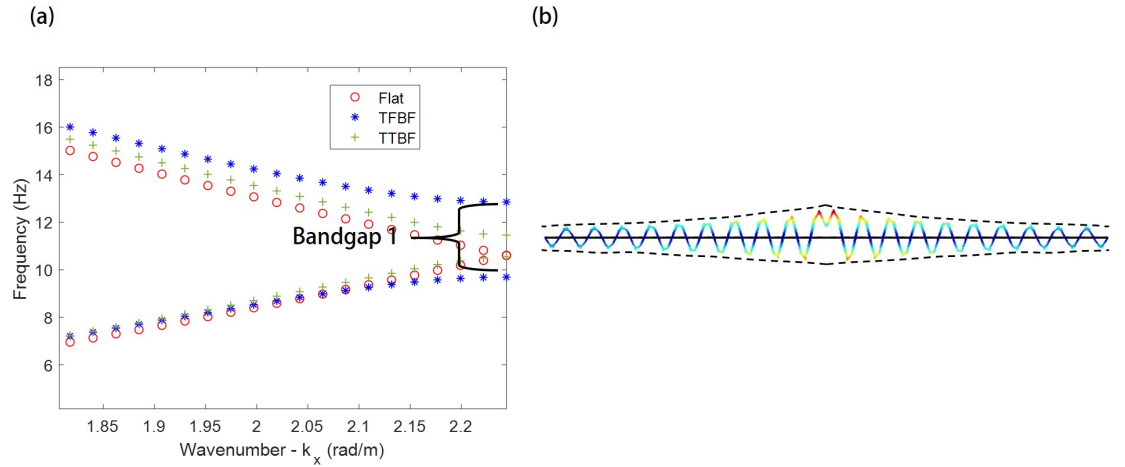 (a)
(b)
18
16
14
12
10
8
6
Frequency (Hz)
Flat
TFBF
TTBF
Bandgap 1
1.85
1.9
1.95
2
2.05
2.1
2.15
2.2
Wavenumber - kₓ (rad/m)